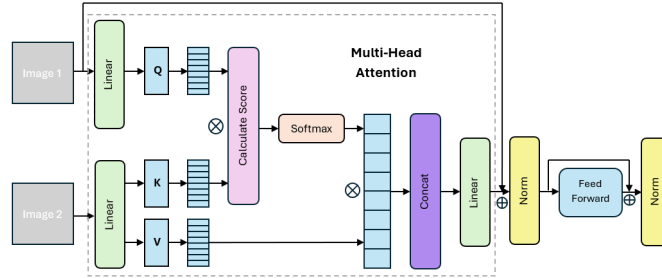 Image 1
Linear
Q
Calculate Score
Multi-Head
Attention
Softmax
Image 2
Linear
K
V
Concat
Linear
Norm
Feed
Forward
Norm